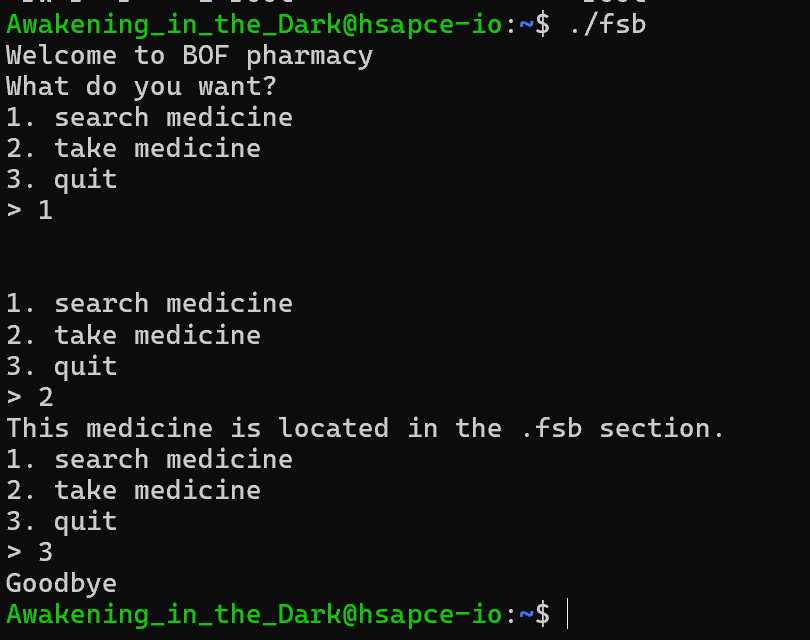 Awakening_in_the_Dark@hsapce-io:~$ ./fsb
Welcome to BOF pharmacy
What do you want?
1. search medicine
2. take medicine
3. quit
> 1
1. search medicine
2. take medicine
3. quit
> 2
This medicine is located in the .fsb section.
1. search medicine
2. take medicine
3. quit
> 3
Goodbye
Awakening_in_the_Dark@hsapce-io:~$